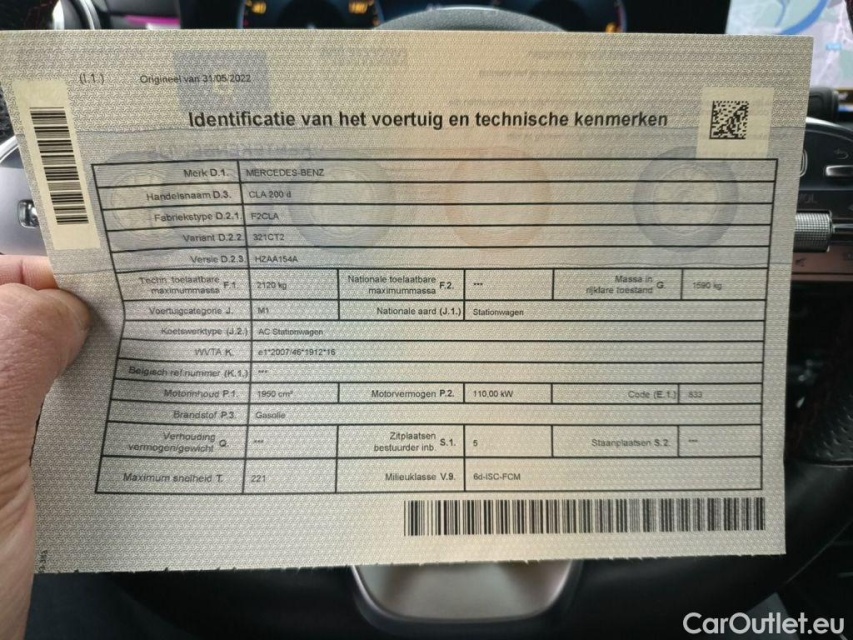 (I.1.) Origineel van 31/05/2022
Identificatie van het voertuig en technische kenmerken
Merk D.1. MERCEDES-BENZ
Handelsnaam D.3. CLA 200 d
Fabriekstype D.2.1. F2CLA
Variant D.2.2. 321CT2
Versie D.2.3. HZAA154A
Techn. toelaatbare maximummassa F.1. 2120 kg Nationale toelaatbare maximummassa F.2. *** Massa in rijklare toestand G. 1590 kg
Voertuigcategorie J. M1 Nationale aard (J.1.) Stationwagen
Koetswerktype (J.2.) AC Stationwagen
WVTA K. e1*2007/46*1912*16
Belgisch ref.nummer (K.1.) ***
Motorinhoud P.1. 1950 cm³ Motorvermogen P.2. 110,00 kW Code (E.1.) 833
Brandstof P.3. Gasolie
Verhouding vermogen/gewicht Q. *** Zitplaatsen bestuurder inb. S.1. 5 Staanplaatsen S.2. ***
Maximum snelheid T. 221 Milieuklasse V.9. 6d-ISC-FCM
CarOutlet.eu